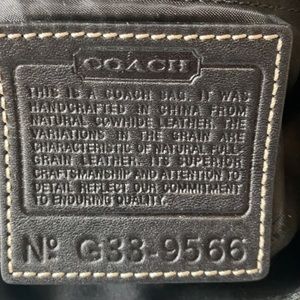 COACH
THIS IS A COACH BAG. IT WAS
HANDCRAFTED IN CHINA FROM
NATURAL COWHIDE LEATHER. THE
VARIATIONS IN THE GRAIN ARE
CHARACTERISTIC OF NATURAL FULL
GRAIN LEATHER. ITS SUPERIOR
CRAFTSMANSHIP AND ATTENTION TO
DETAIL REFLECT OUR COMMITMENT
TO ENDURING QUALITY.
Nº G33-9566